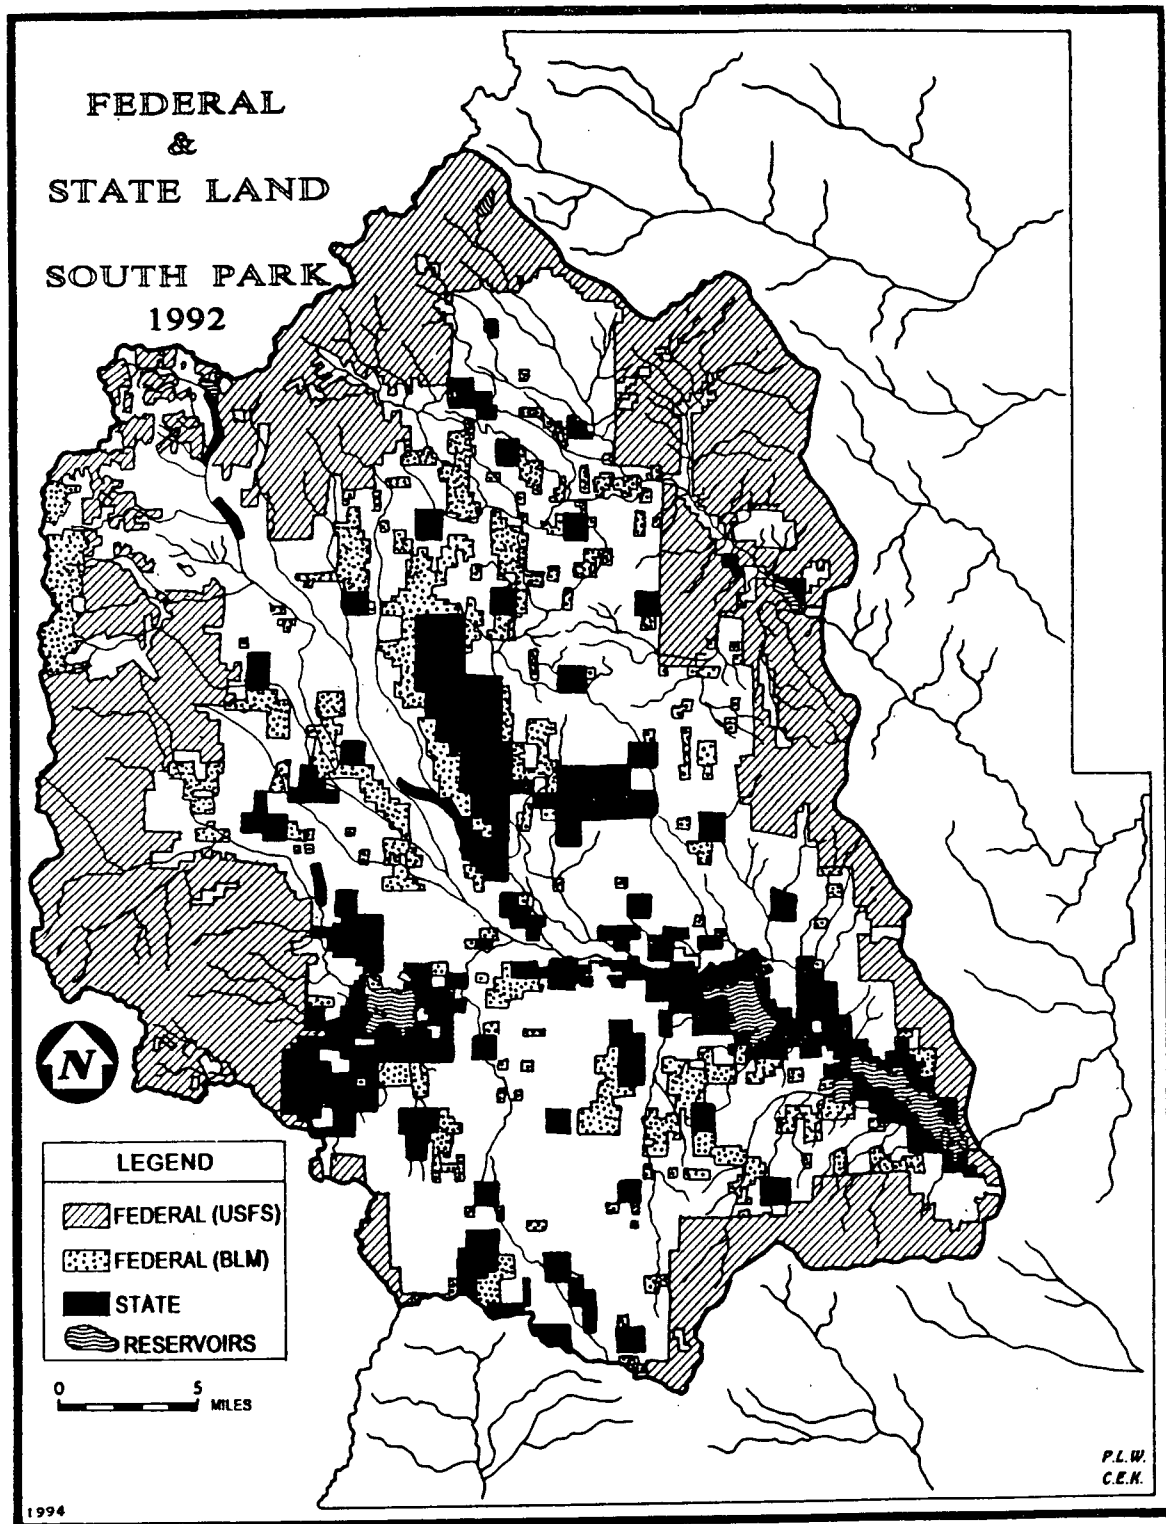 FEDERAL
&
STATE LAND
SOUTH PARK
1992
N
LEGEND
FEDERAL (USFS)
FEDERAL (BLM)
STATE
RESERVOIRS
0 5
MILES
P.L.W.
C.E.K.
1994